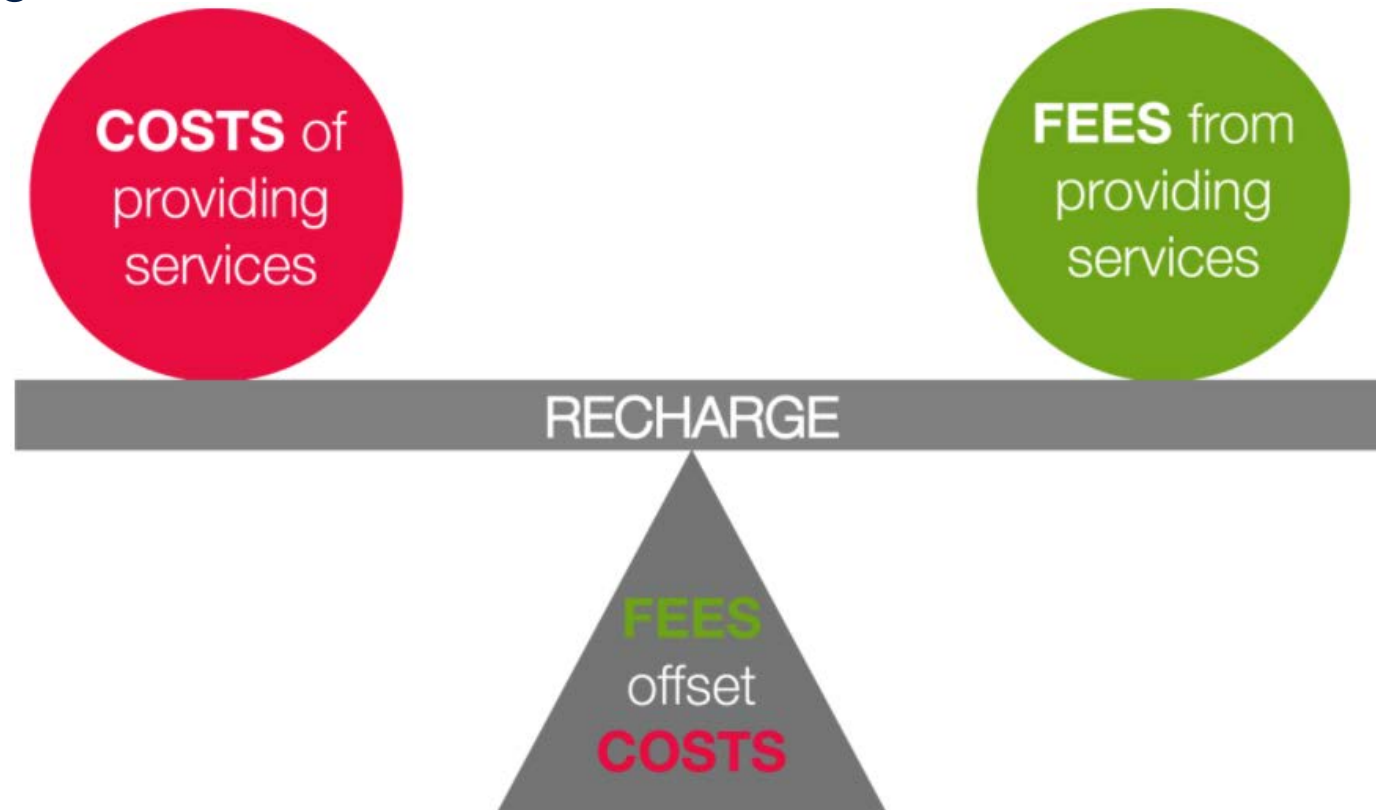 COSTS of
providing
services
FEES from
providing
services
RECHARGE
FEES
offset
COSTS